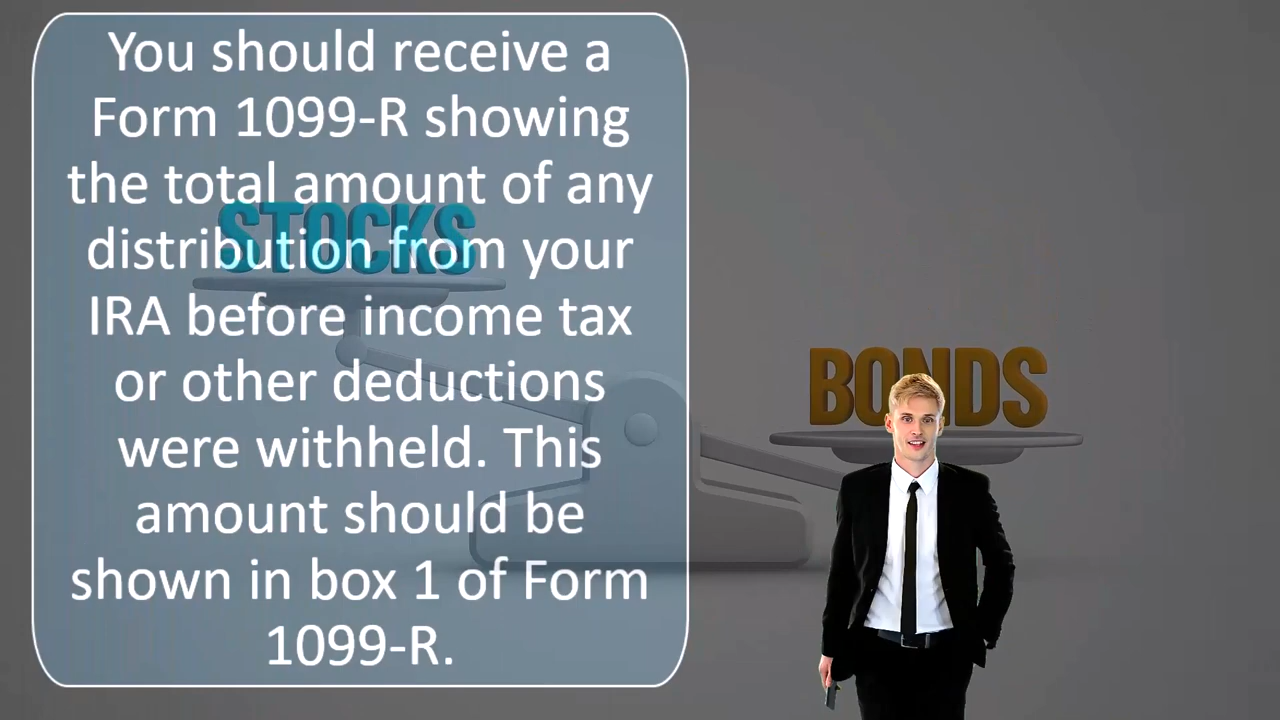 You should receive a
Form 1099-R showing
the total amount of any
distribution from your
IRA before income tax
or other deductions
were withheld. This
amount should be
shown in box 1 of Form
1099-R.
STOCKS
BONDS